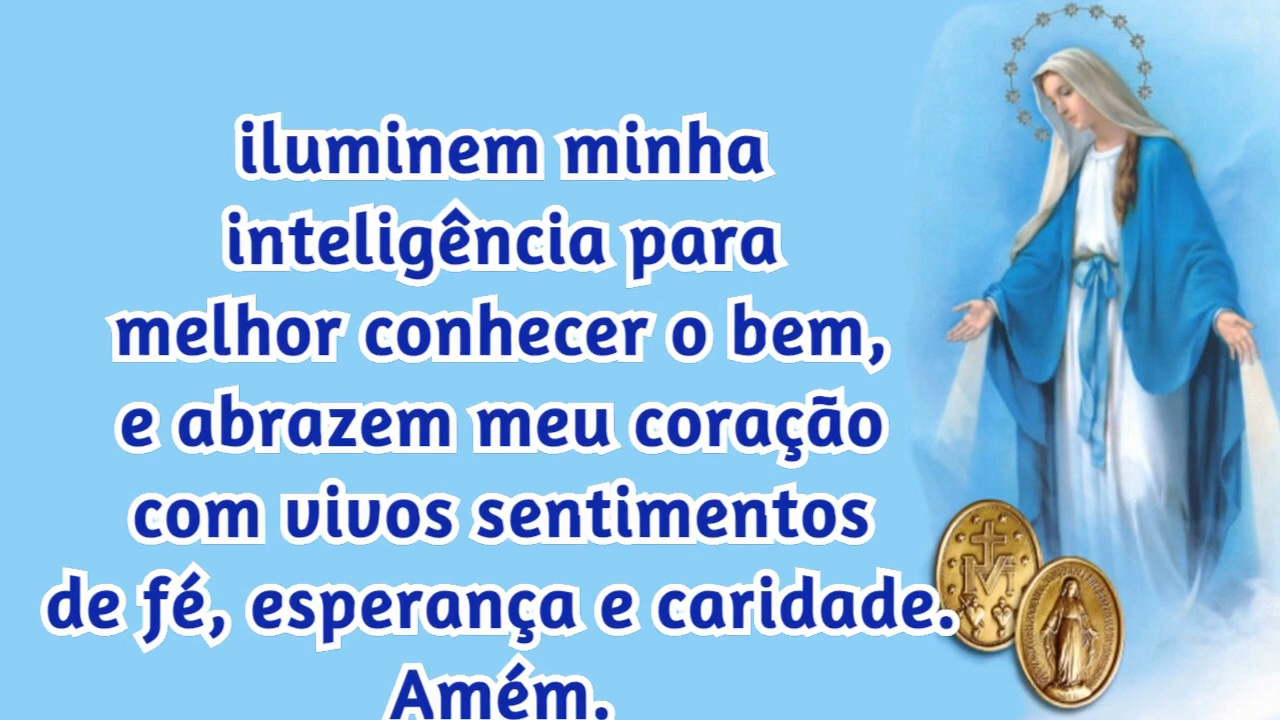 iluminem minha
inteligência para
melhor conhecer o bem,
e abrazem meu coração
com vivos sentimentos
de fé, esperança e caridade.
Amém.